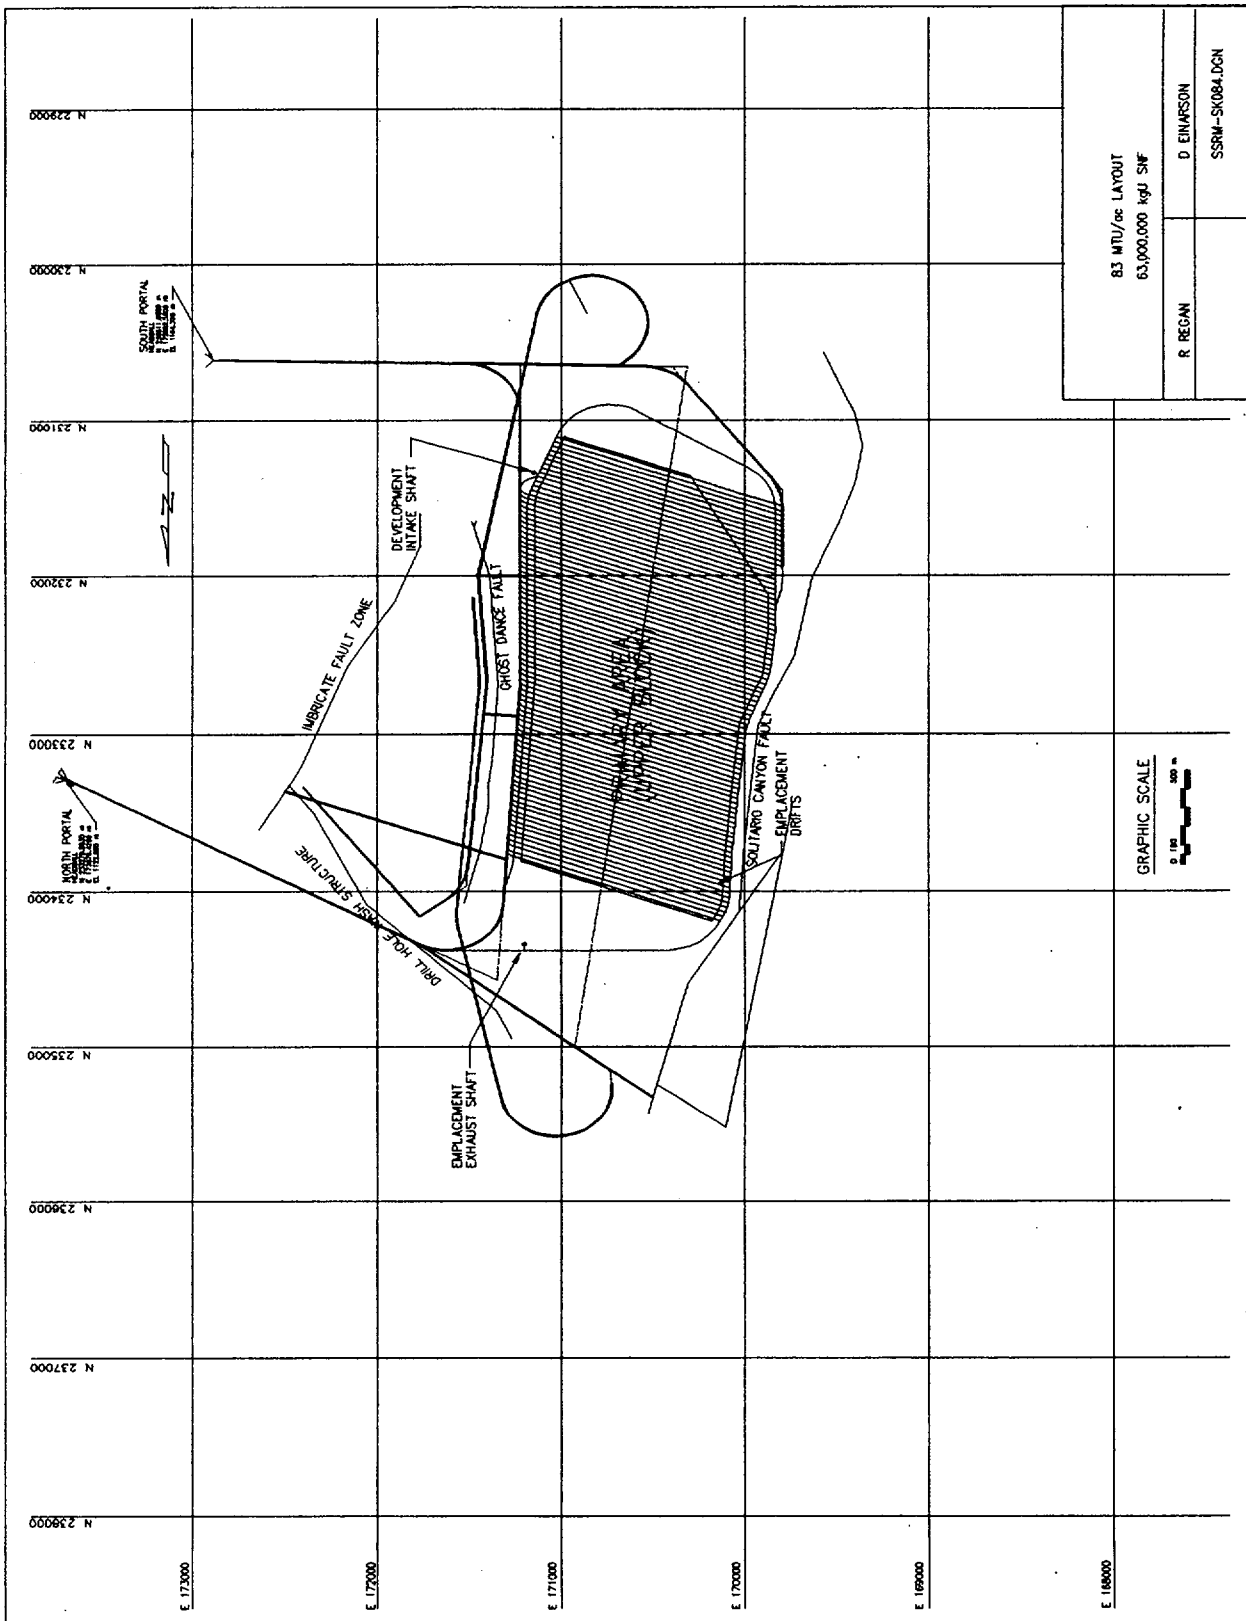 N 229000
N 230000
N 231000
N 232000
N 233000
N 234000
N 235000
N 236000
N 237000
N 238000
E 173000
E 172000
E 171000
E 170000
E 169000
E 168000
SOUTH PORTAL
NORTH PORTAL
DEVELOPMENT
INTAKE SHAFT
IMBRICATE FAULT ZONE
GHOST DANCE FAULT
DRILL HOLE WASH STRUCTURE
PRIMARY AREA
UPPER BLOCK
SOLITARIO CANYON FAULT
EMPLACEMENT
DRIFTS
EMPLACEMENT
EXHAUST SHAFT
GRAPHIC SCALE
0 100 500 m
83 MTU/ac LAYOUT
63,000,000 kgU SNF
R REGAN
D EINARSON
SSRM-SK084.DGN